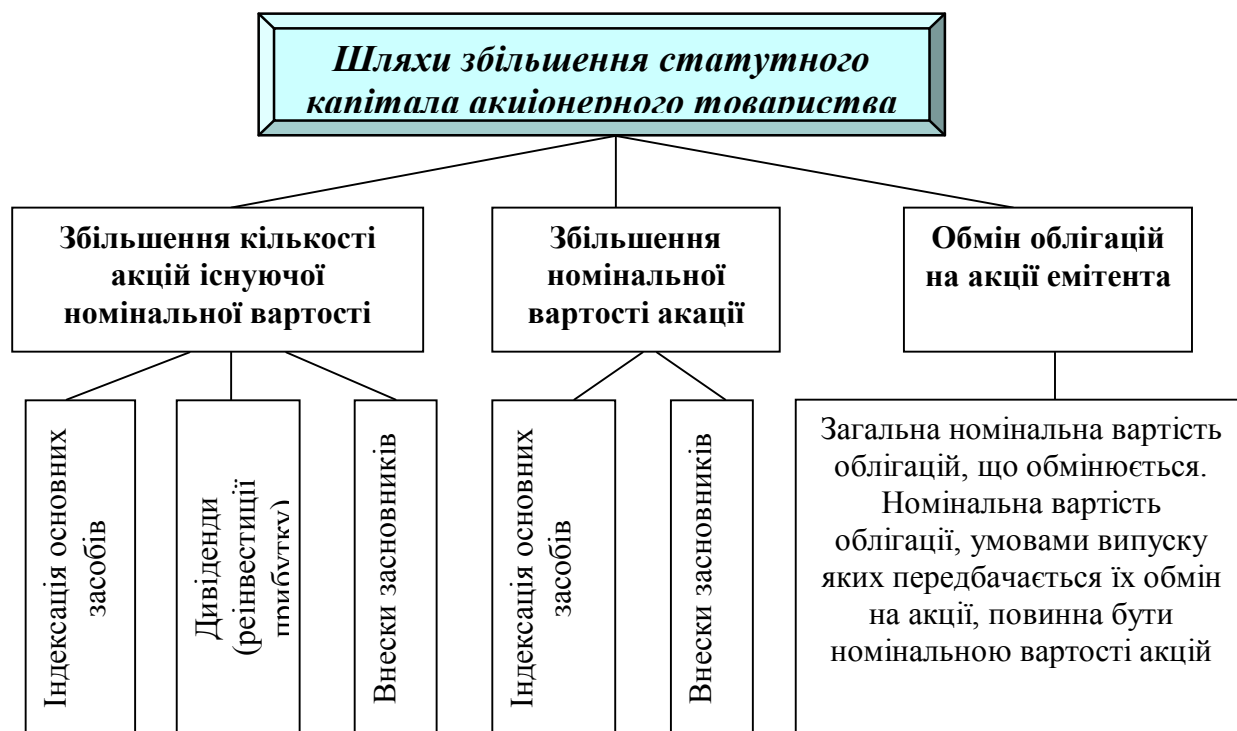 Шляхи збільшення статутного
капітала акціонерного товариства
Збільшення кількості
акцій існуючої
номінальної вартості
Збільшення
номінальної
вартості акації
Обмін облігацій
на акції емітента
Індексація основних
засобів
Дивіденди
(реінвестиції
прибутку)
Внески засновників
Індексація основних
засобів
Внески засновників
Загальна номінальна вартість
облігацій, що обмінюється.
Номінальна вартість
облігації, умовами випуску
яких передбачається їх обмін
на акції, повинна бути
номінальною вартості акцій